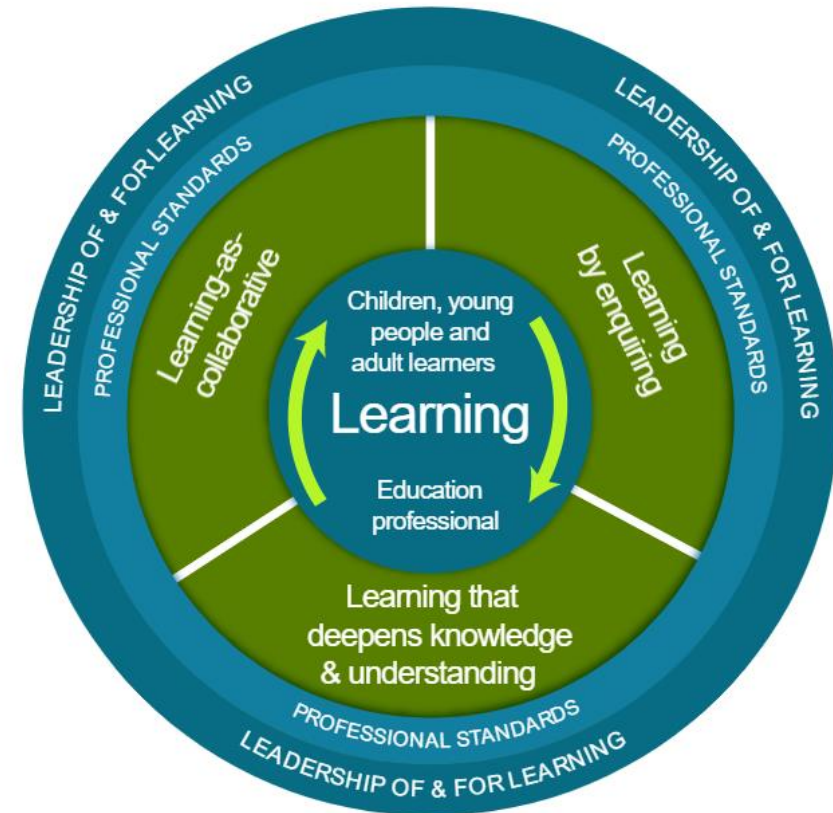 LEADERSHIP OF & FOR LEARNING
LEADERSHIP OF & FOR LEARNING
PROFESSIONAL STANDARDS
PROFESSIONAL STANDARDS
Learning-as-
collaborative
Learning
by enquiring
Children, young
people and
adult learners
Learning
Education
professional
Learning that
deepens knowledge
& understanding
PROFESSIONAL STANDARDS
LEADERSHIP OF & FOR LEARNING